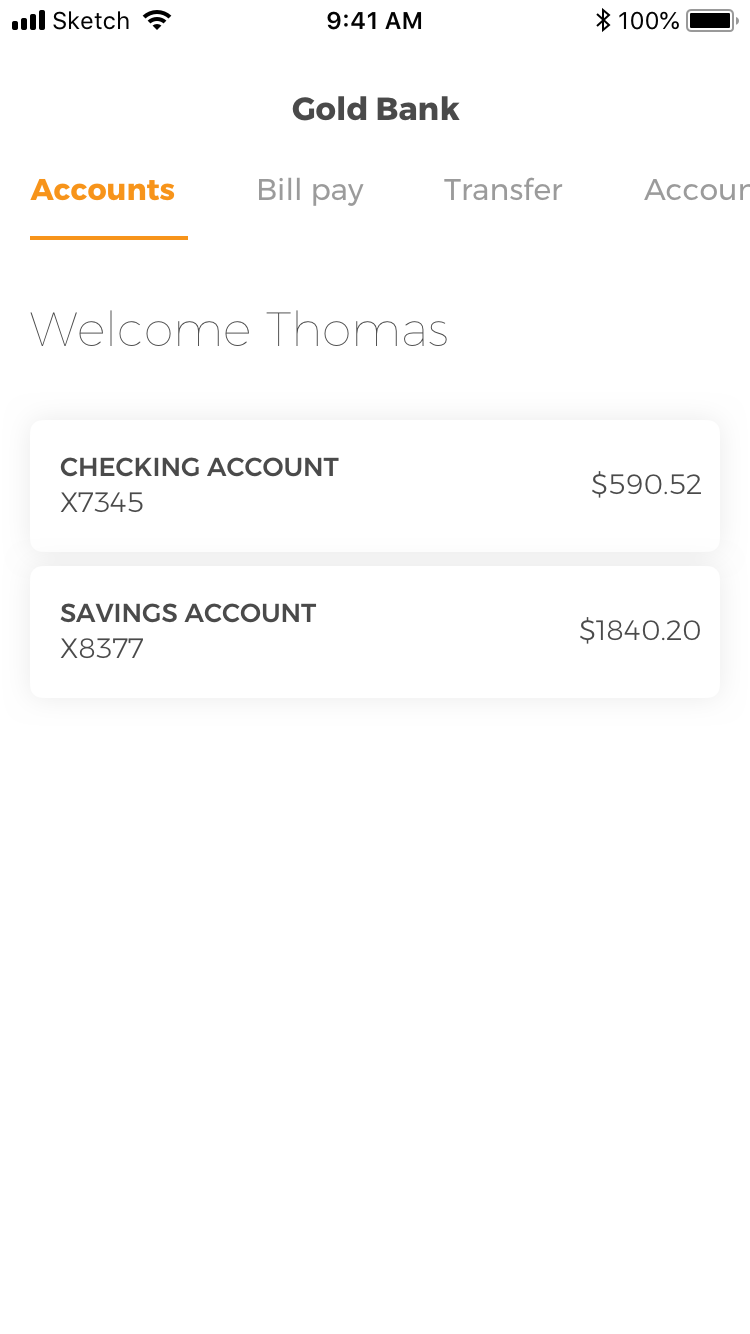 Sketch 9:41 AM 100%
Gold Bank
Accounts Bill pay Transfer Accour
Welcome Thomas
CHECKING ACCOUNT
X7345
$590.52
SAVINGS ACCOUNT
X8377
$1840.20